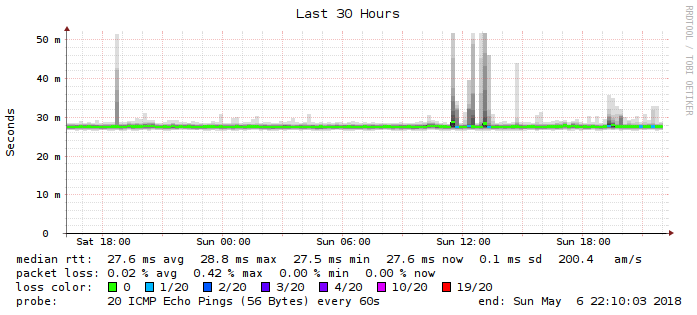 Last 30 Hours
RRDTOOL / TOBI OETIKER
Seconds
50 m
40 m
30 m
20 m
10 m
0
Sat 18:00 Sun 00:00 Sun 06:00 Sun 12:00 Sun 18:00
median rtt: 27.6 ms avg 28.8 ms max 27.5 ms min 27.6 ms now 0.1 ms sd 200.4 am/s
packet loss: 0.02 % avg 0.42 % max 0.00 % min 0.00 % now
loss color: 0 1/20 2/20 3/20 4/20 10/20 19/20
probe: 20 ICMP Echo Pings (56 Bytes) every 60s end: Sun May 6 22:10:03 2018